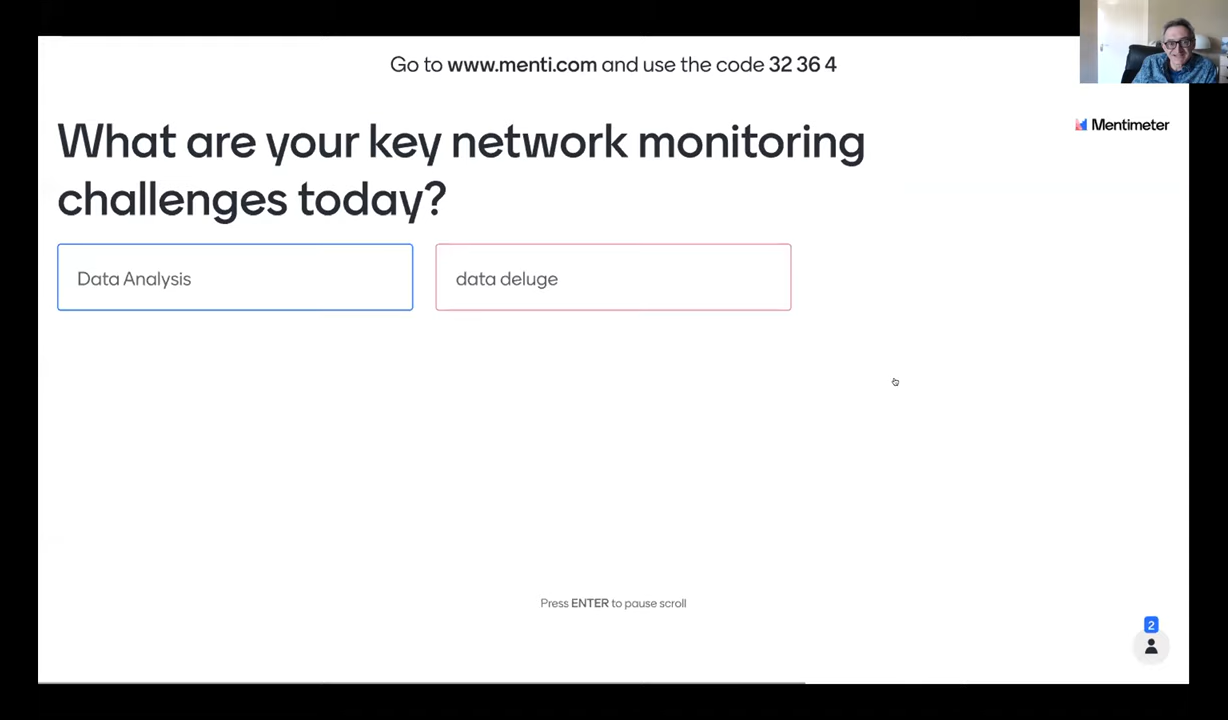 Go to www.menti.com and use the code 32 36 4
Mentimeter
What are your key network monitoring
challenges today?
Data Analysis
data deluge
Press ENTER to pause scroll
2